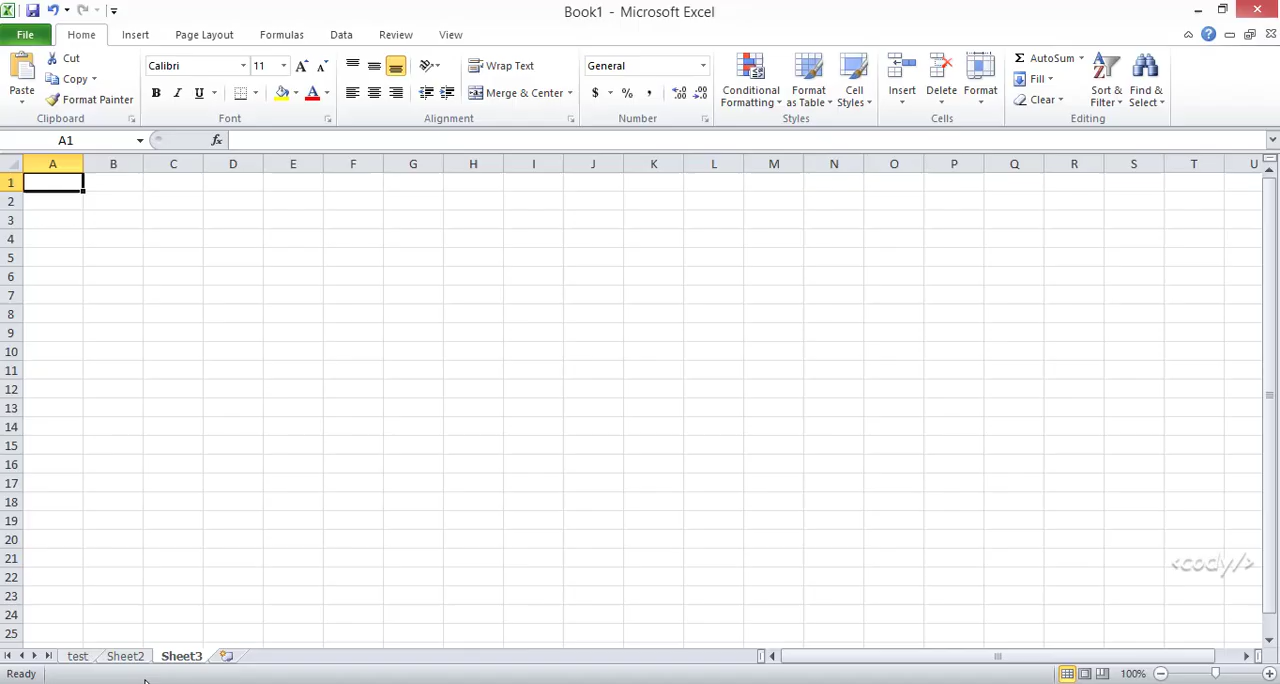 Book1 - Microsoft Excel
File Home Insert Page Layout Formulas Data Review View
Paste
Cut
Copy
Format Painter
Clipboard
Calibri 11 A A
B I U A
Font
Wrap Text
Merge & Center
Alignment
General
$ % , .00 .00
Number
Conditional Formatting
Format as Table
Cell Styles
Styles
Insert Delete Format
Cells
Σ AutoSum
Fill
Clear
Sort & Filter
Find & Select
Editing
A1 fx
A B C D E F G H I J K L M N O P Q R S T U
1
2
3
4
5
6
7
8
9
10
11
12
13
14
15
16
17
18
19
20
21
22
23
24
25
<cody/>
test Sheet2 Sheet3
Ready 100%